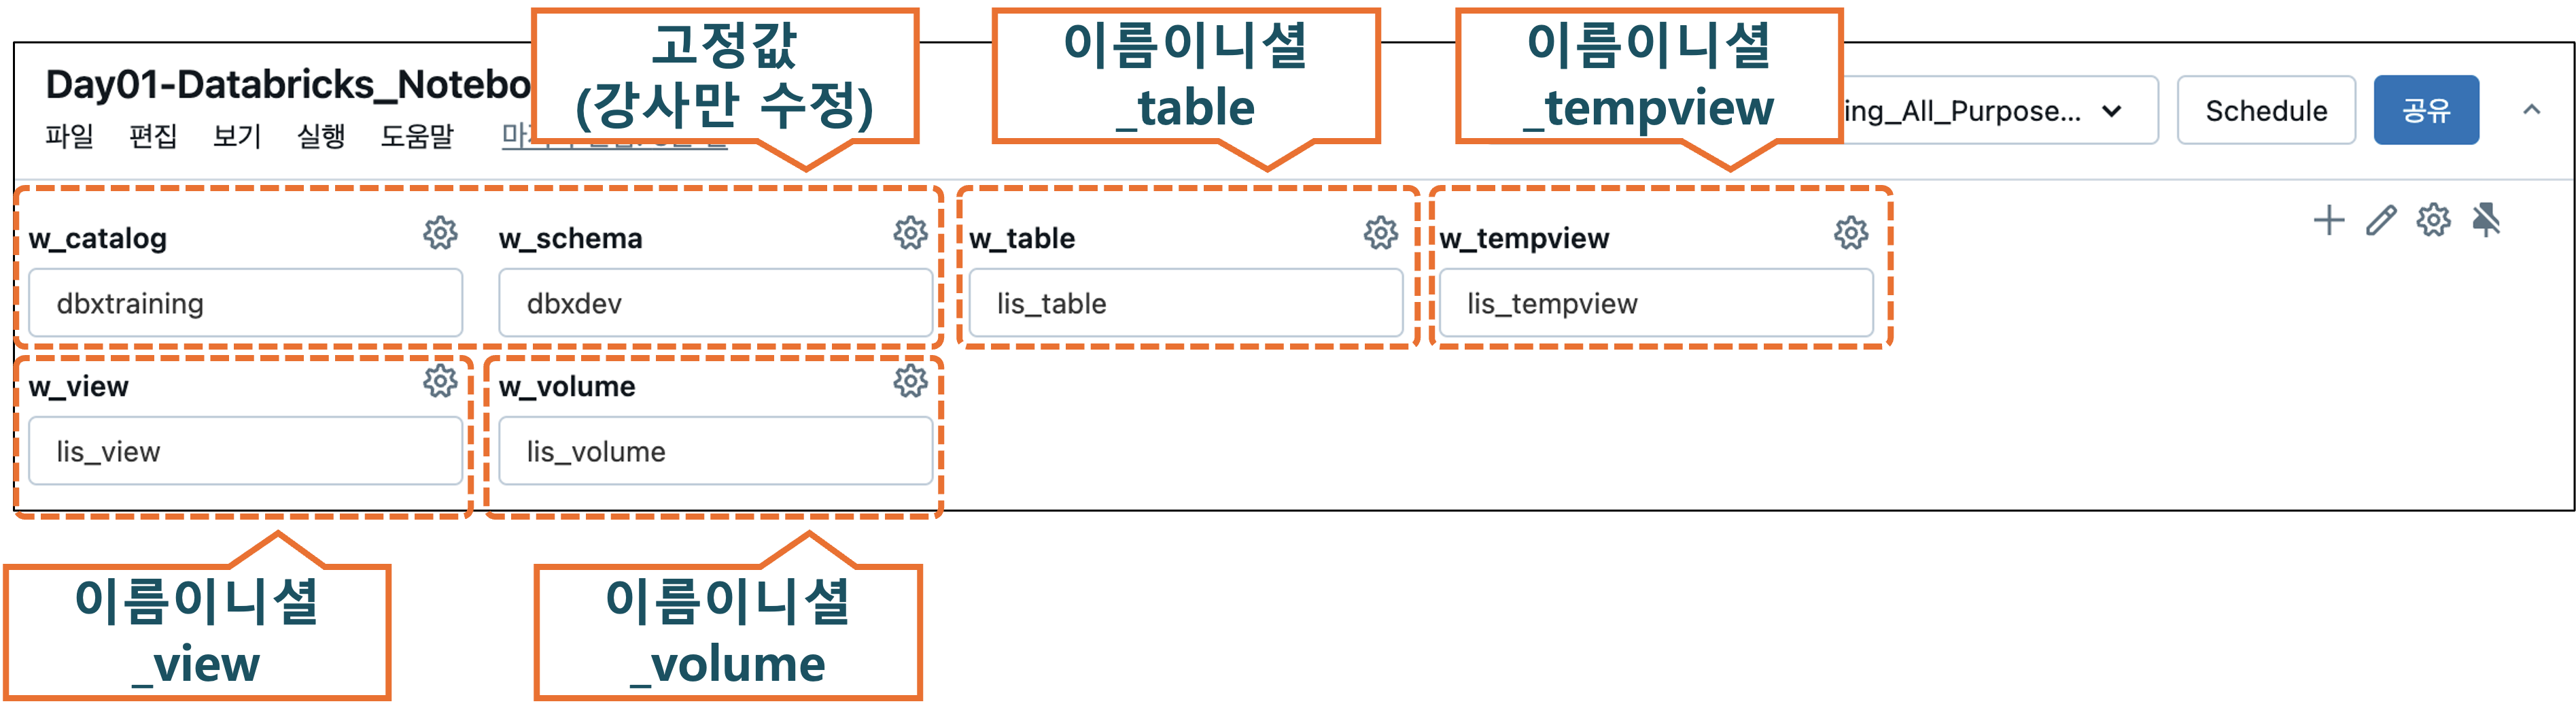 고정값
(강사만 수정)
이름이니셜
_table
이름이니셜
_tempview
Day01-Databricks_Notebo
ing_All_Purpose...
Schedule
공유
파일 편집 보기 실행 도움말
w_catalog
dbxtraining
w_schema
dbxdev
w_table
lis_table
w_tempview
lis_tempview
w_view
lis_view
w_volume
lis_volume
이름이니셜
_view
이름이니셜
_volume